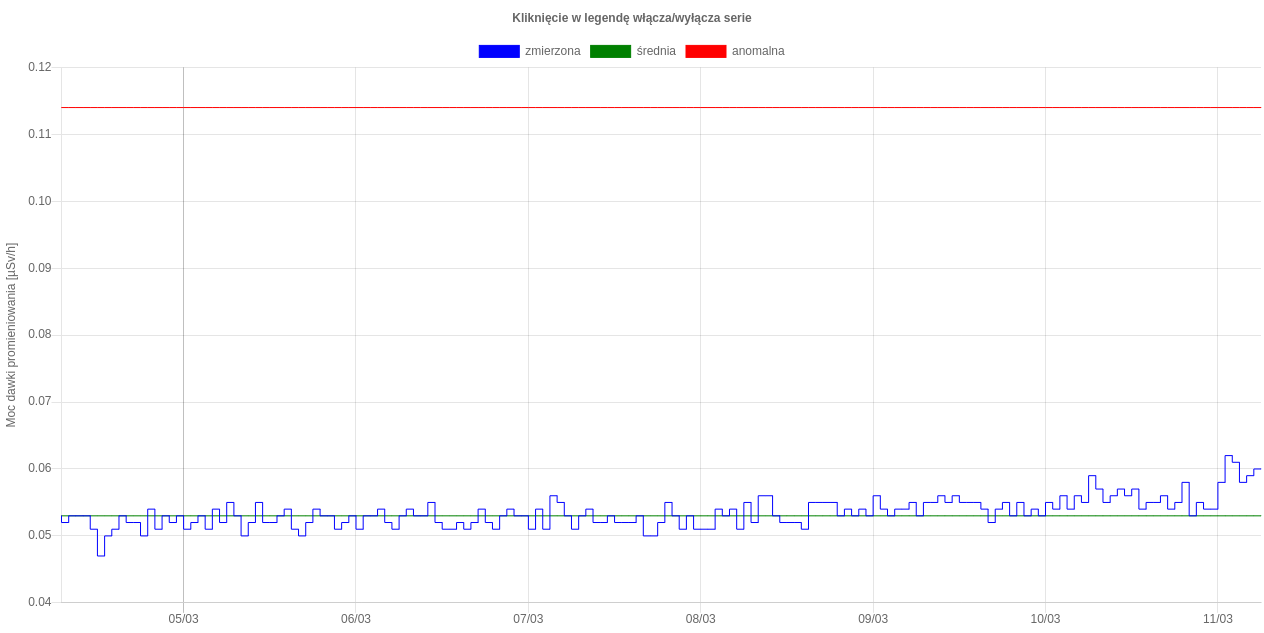 Kliknięcie w legendę włącza/wyłącza serie
zmierzona średnia anomalna
Moc dawki promieniowania [µSv/h]
0.12
0.11
0.10
0.09
0.08
0.07
0.06
0.05
0.04
05/03 06/03 07/03 08/03 09/03 10/03 11/03